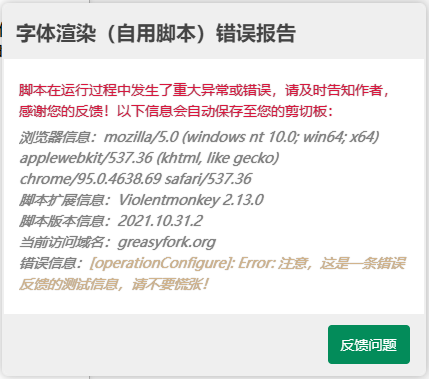 字体渲染（自用脚本）错误报告
脚本在运行过程中发生了重大异常或错误，请及时告知作者，
感谢您的反馈！以下信息会自动保存至您的剪切板：
浏览器信息：mozilla/5.0 (windows nt 10.0; win64; x64)
applewebkit/537.36 (khtml, like gecko)
chrome/95.0.4638.69 safari/537.36
脚本扩展信息：Violentmonkey 2.13.0
脚本版本信息：2021.10.31.2
当前访问域名：greasyfork.org
错误信息：[operationConfigure]: Error: 注意，这是一条错误
反馈的测试信息，请不要慌张！
反馈问题